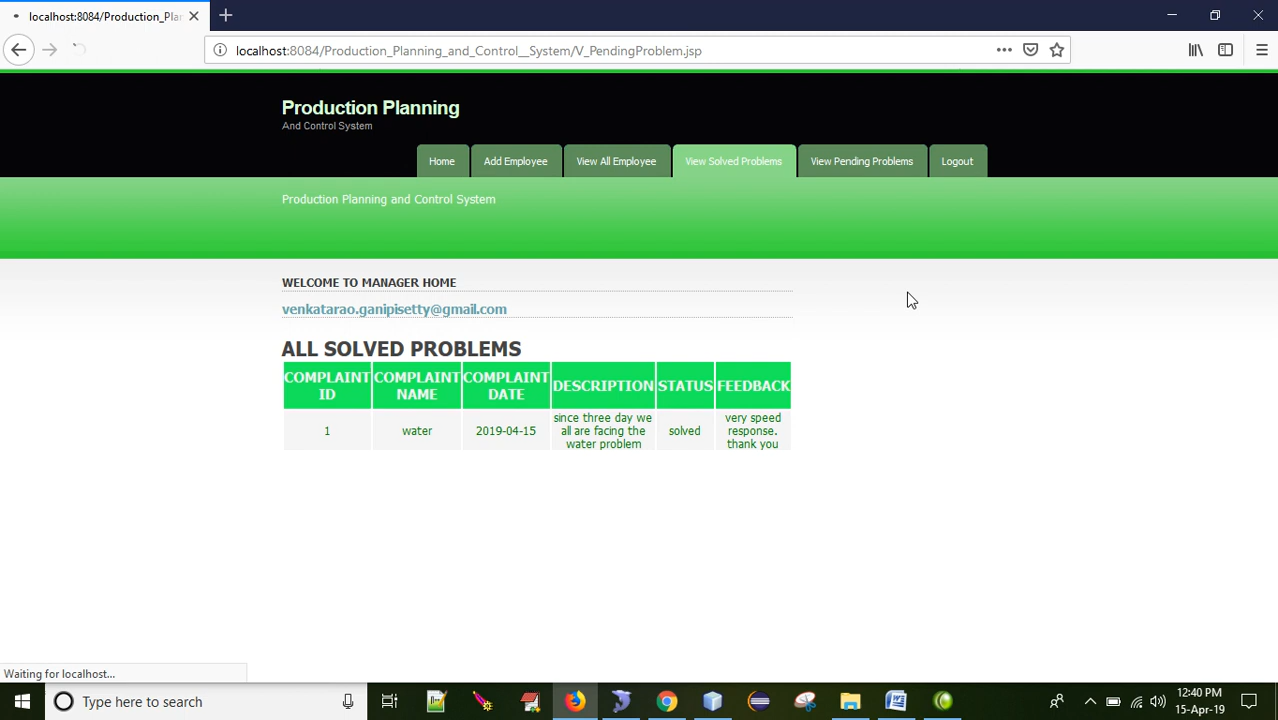 localhost:8084/Production_Pla
localhost:8084/Production_Planning_and_Control__System/V_PendingProblem.jsp
Production Planning
And Control System
Home
Add Employee
View All Employee
View Solved Problems
View Pending Problems
Logout
Production Planning and Control System
WELCOME TO MANAGER HOME
venkatarao.ganipisetty@gmail.com
ALL SOLVED PROBLEMS
COMPLAINT ID
COMPLAINT NAME
COMPLAINT DATE
DESCRIPTION
STATUS
FEEDBACK
1
water
2019-04-15
since three day we
all are facing the
water problem
solved
very speed
response.
thank you
Waiting for localhost...
Type here to search
12:40 PM
15-Apr-19